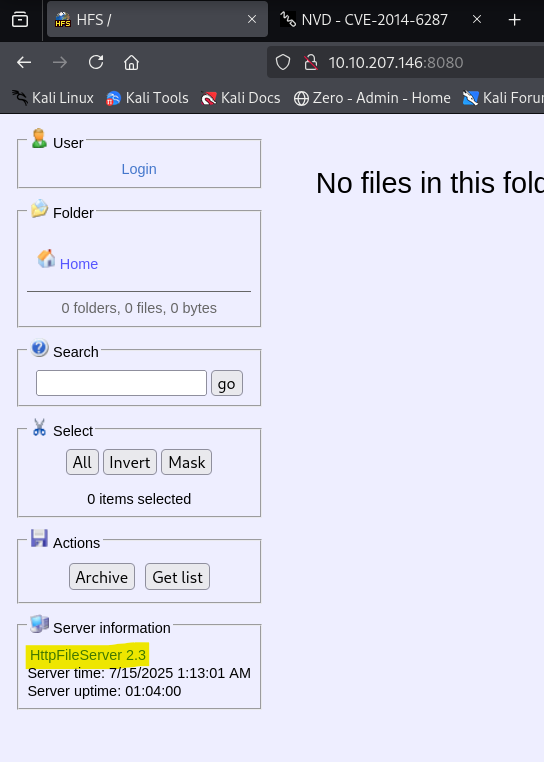 HFS /
NVD - CVE-2014-6287
10.10.207.146:8080
Kali Linux
Kali Tools
Kali Docs
Zero - Admin - Home
User
Login
No files in this
Folder
Home
0 folders, 0 files, 0 bytes
Search
go
Select
All Invert Mask
0 items selected
Actions
Archive Get list
Server information
HttpFileServer 2.3
Server time: 7/15/2025 1:13:01 AM
Server uptime: 01:04:00